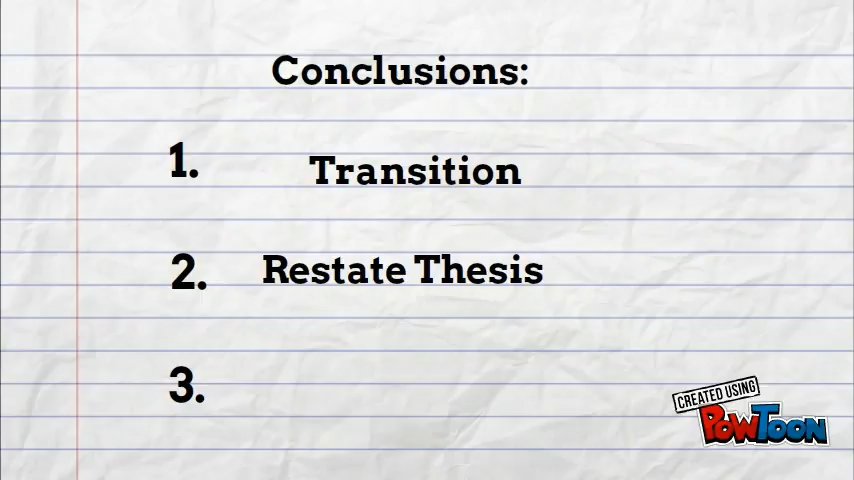 Conclusions:
1. Transition
2. Restate Thesis
3.
CREATED USING
POWTOON